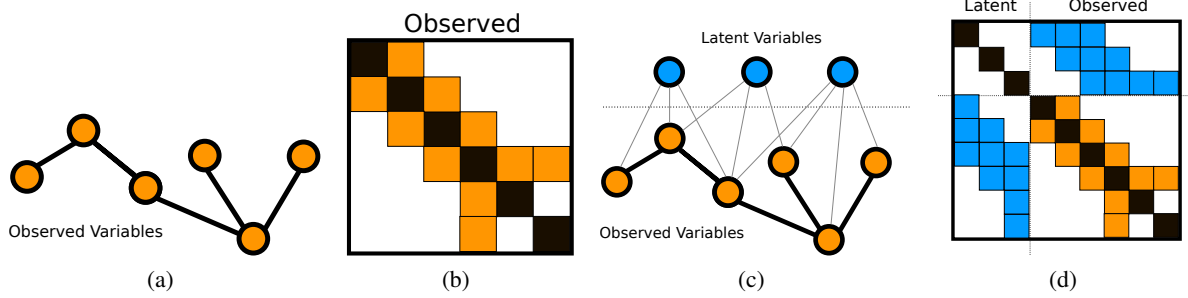 Observed Variables
(a)
Observed
(b)
Latent Variables
Observed Variables
(c)
Latent Observed
(d)